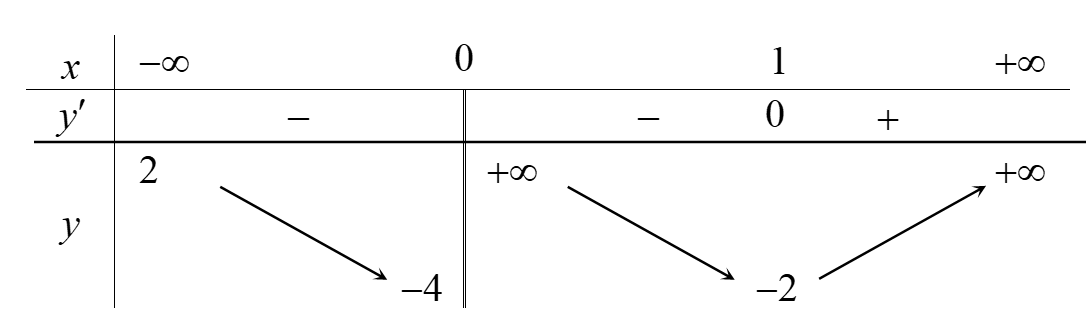 x −∞ 0 1 +∞
y′ − − 0 +
2 +∞ +∞
y
−4 −2